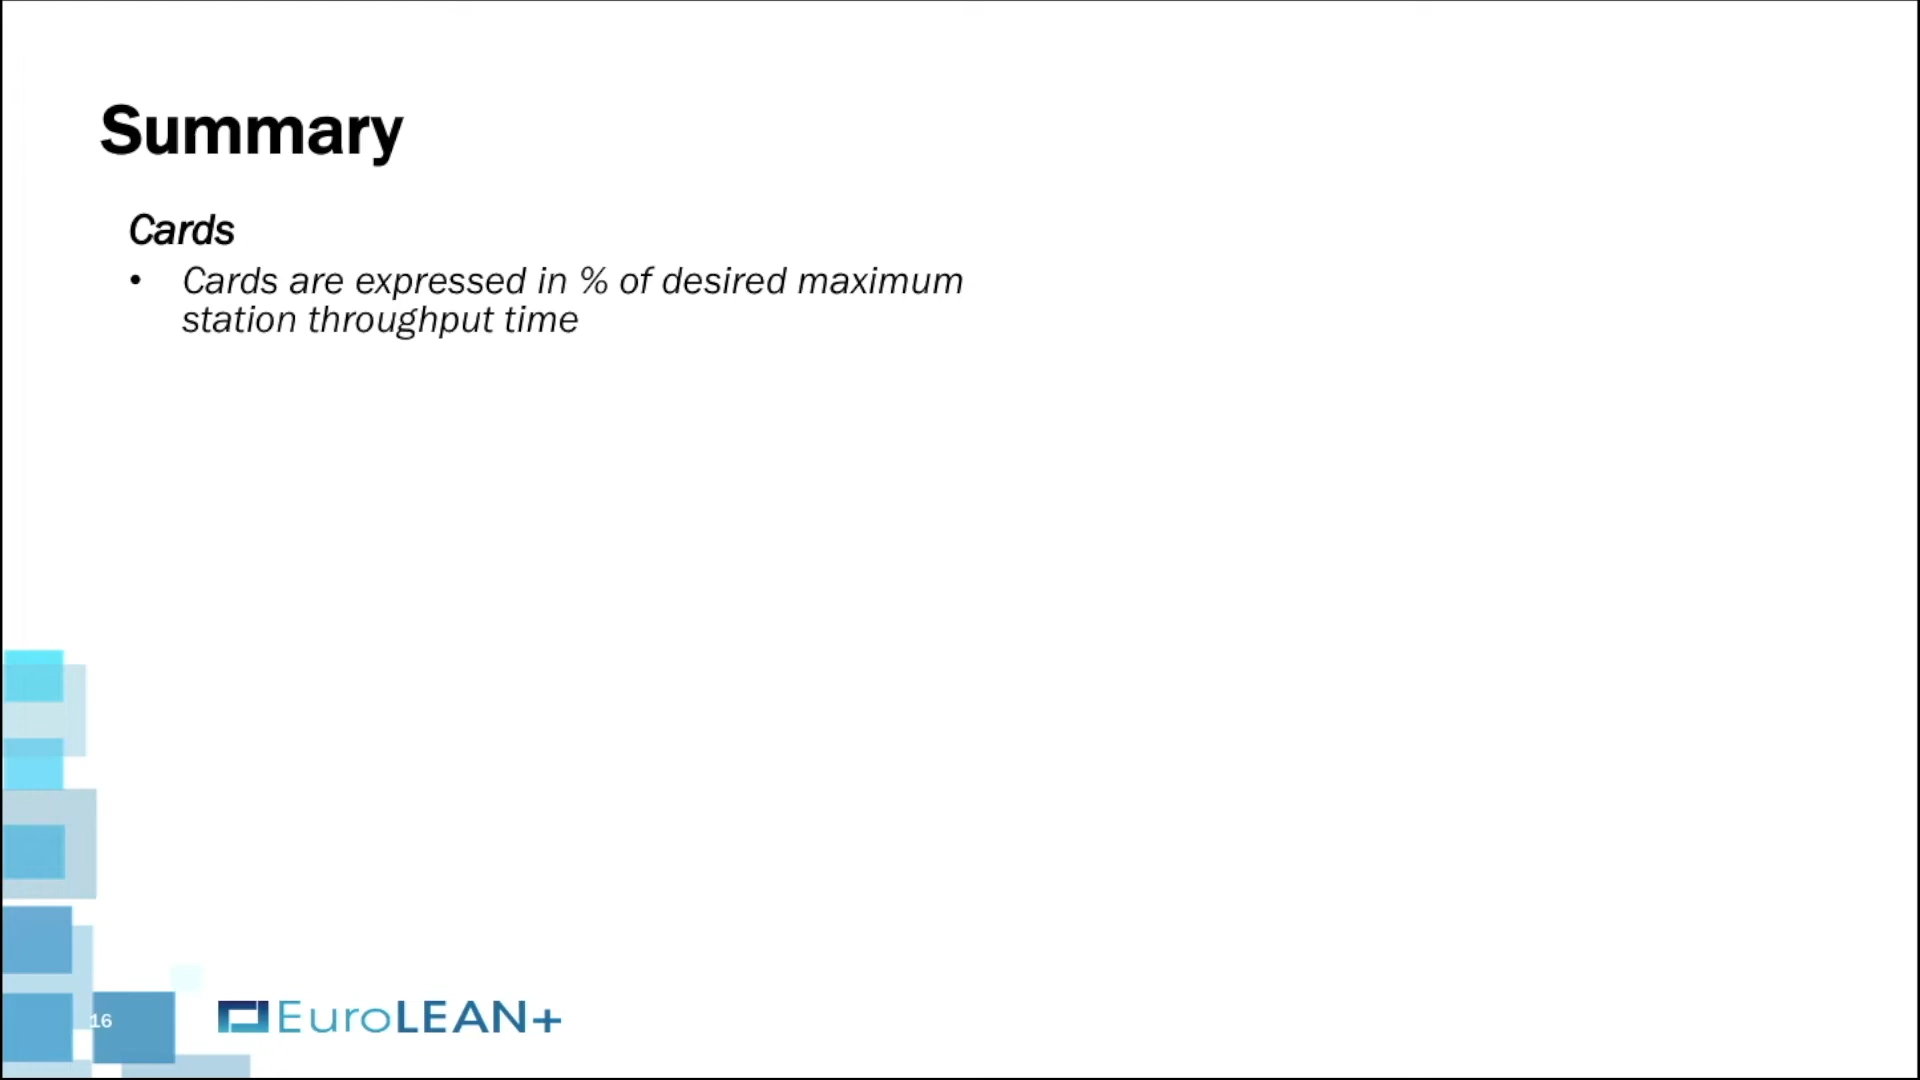 Summary
Cards
• Cards are expressed in % of desired maximum
station throughput time
16
EuroLEAN+